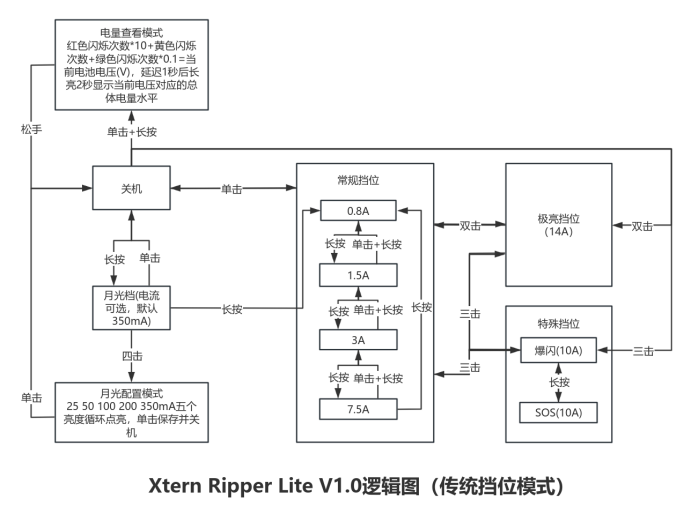 电量查看模式
红色闪烁次数*10+黄色闪烁
次数+绿色闪烁次数*0.1=当
前电池电压(V)，延迟1秒后长
亮2秒显示当前电压对应的总
体电量水平
松手
单击+长按
关机
单击
常规挡位
0.8A
双击
极亮挡位
(14A)
双击
长按
单击
长按
单击+长按
1.5A
月光档(电流
可选，默认
350mA)
长按
长按
单击+长按
长按
三击
特殊挡位
3A
爆闪(10A)
三击
四击
三击
长按
单击+长按
长按
月光配置模式
25 50 100 200 350mA五个
亮度循环点亮，单击保存并关
机
单击
7.5A
SOS(10A)
Xtern Ripper Lite V1.0逻辑图（传统挡位模式）